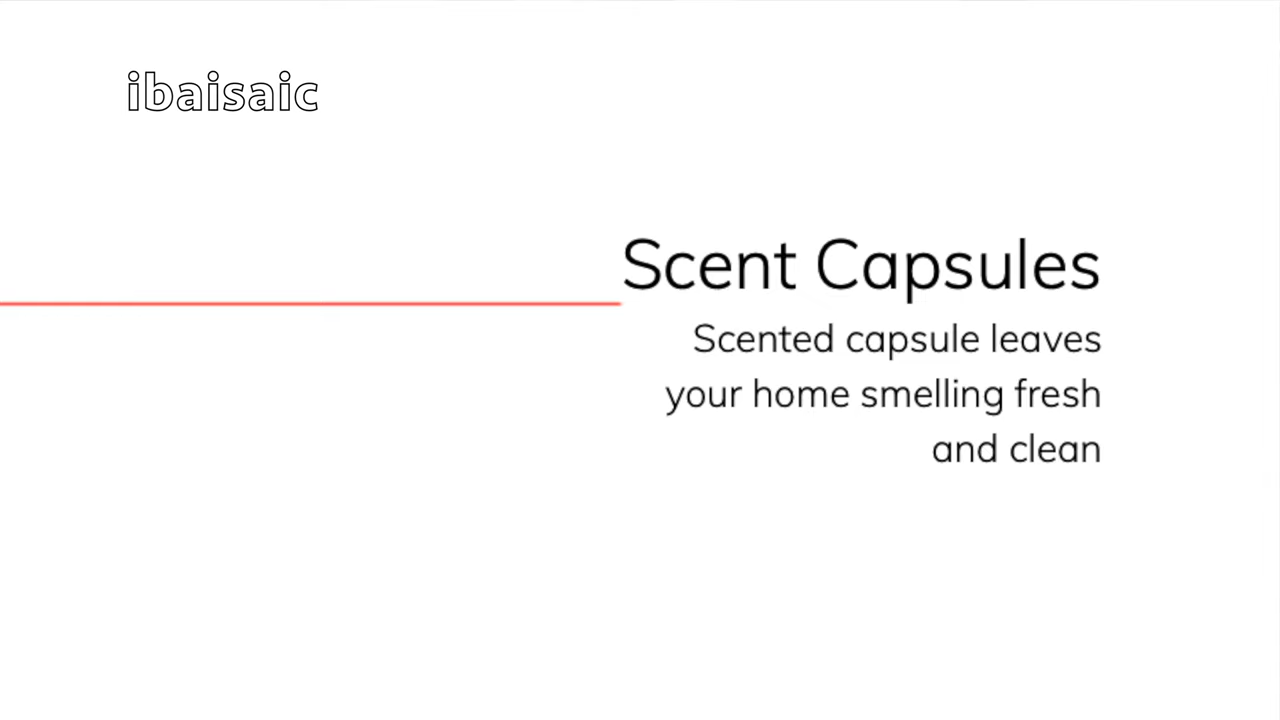 ibaisaic
Scent Capsules
Scented capsule leaves
your home smelling fresh
and clean